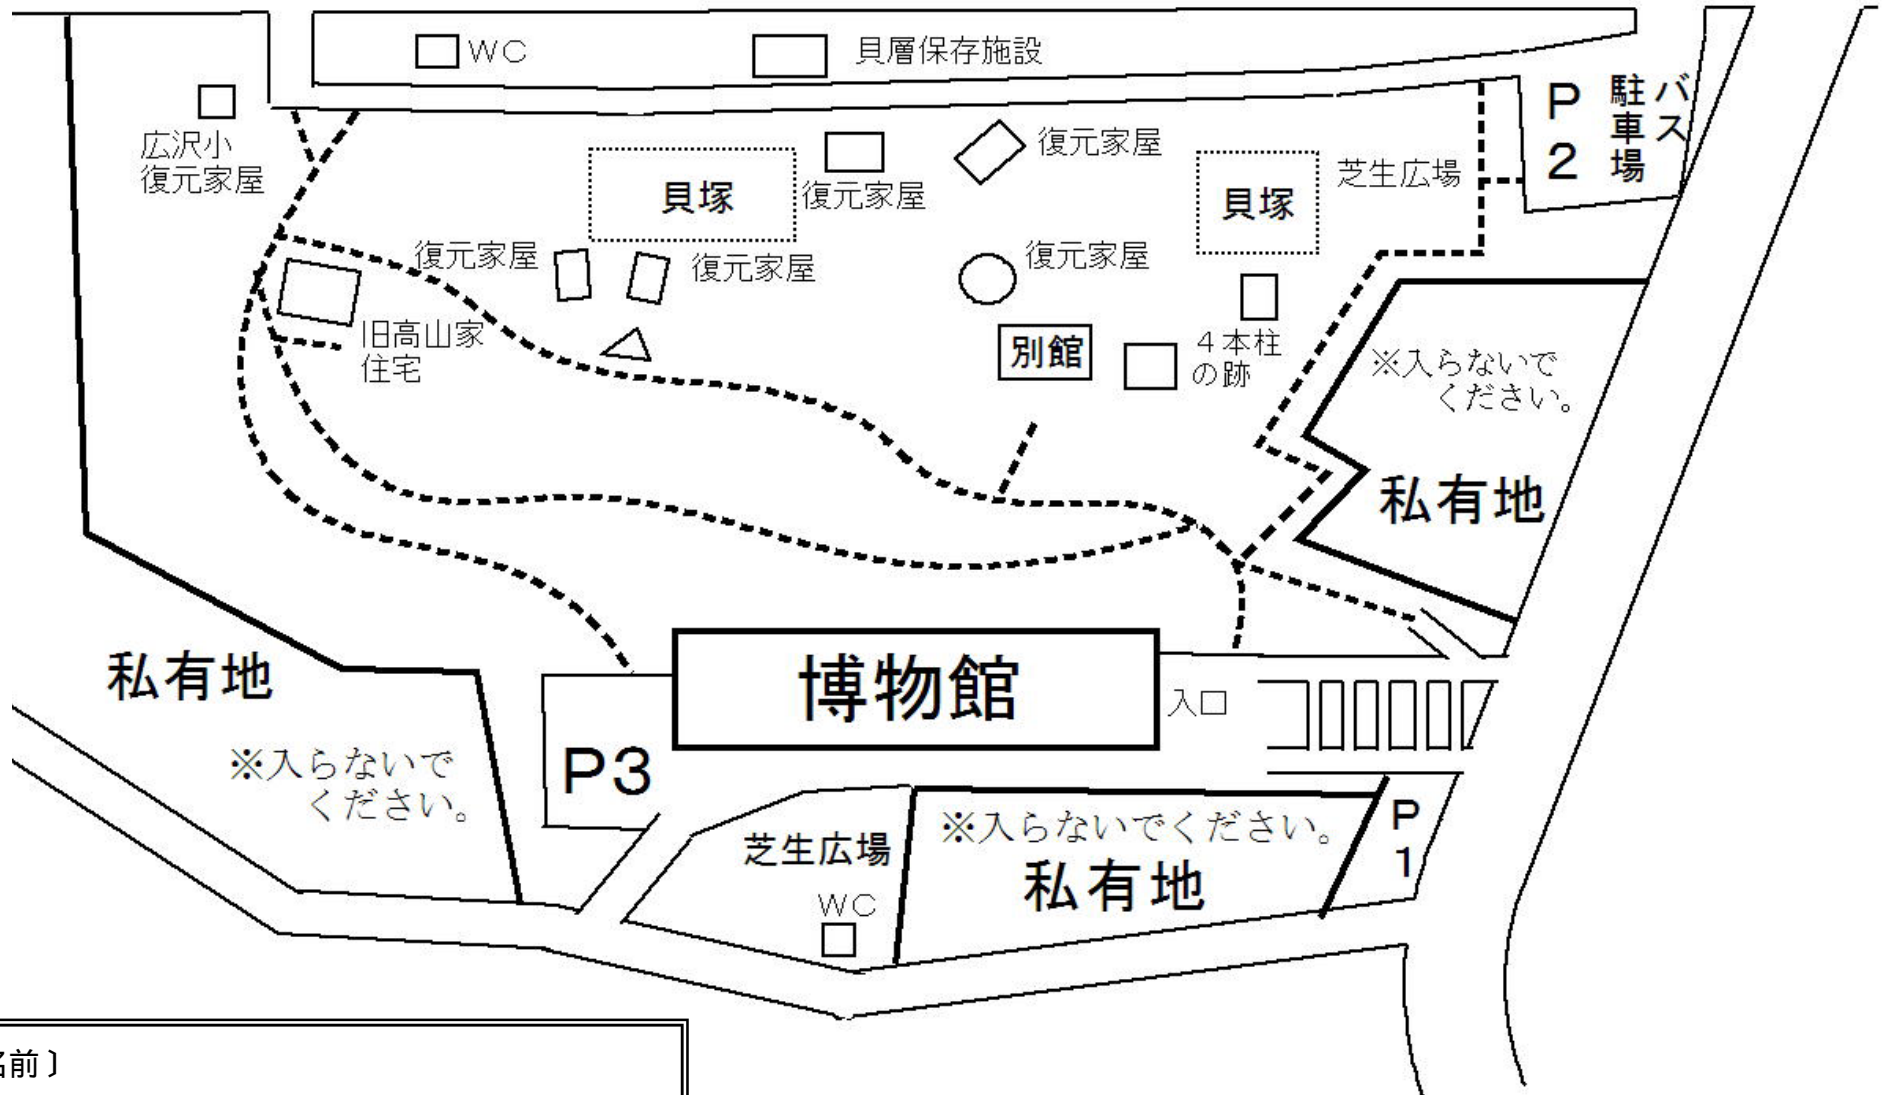 ＷＣ
貝層保存施設
バス
駐車場
Ｐ
２
広沢小
復元家屋
貝塚
復元家屋
復元家屋
貝塚
芝生広場
復元家屋
復元家屋
復元家屋
旧高山家
住宅
別館
４本柱
の跡
※入らないで
ください。
私有地
私有地
※入らないで
ください。
博物館
入口
Ｐ３
芝生広場
ＷＣ
※入らないでください。
私有地
Ｐ
１
名前〕